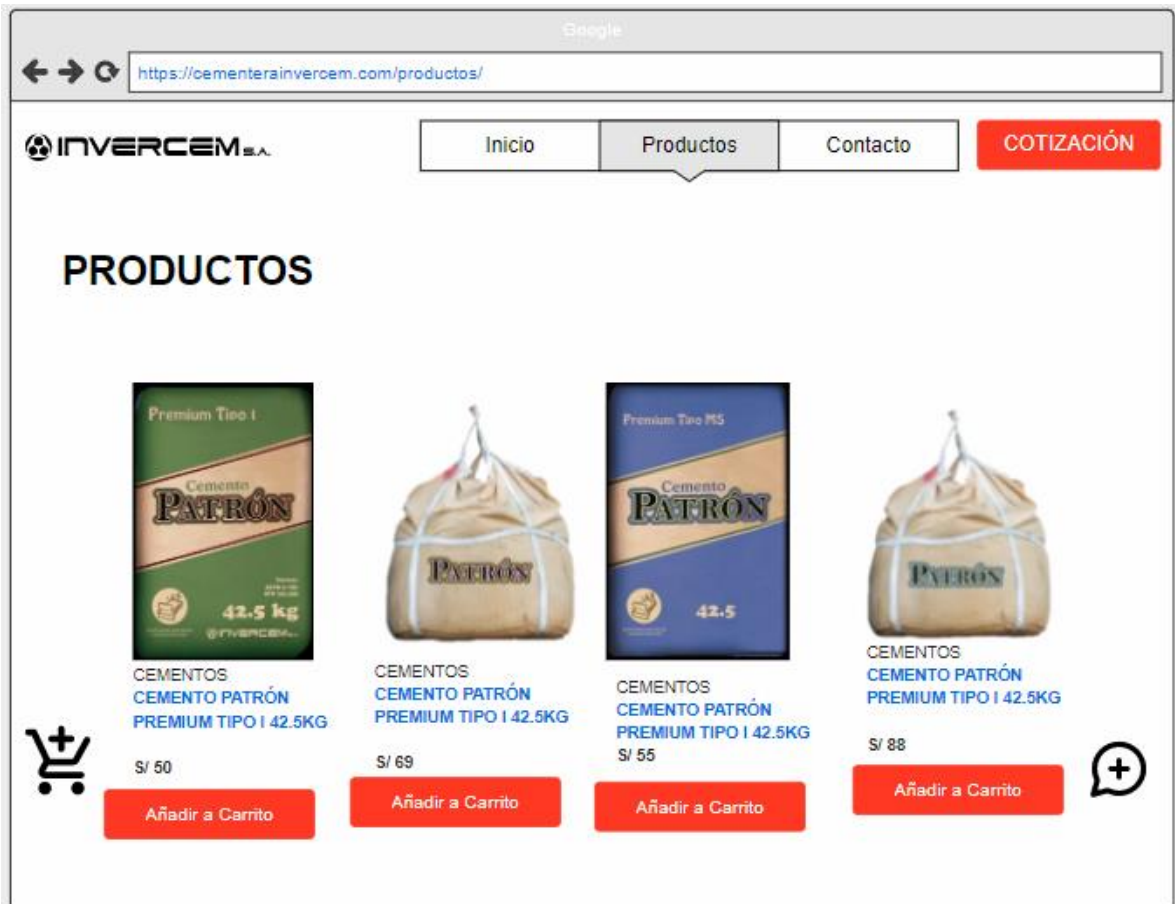 Google
https://cementerainvercem.com/productos/
INVERCEM S.A.
Inicio
Productos
Contacto
COTIZACIÓN
PRODUCTOS
Premium Tipo I
Cemento
PATRÓN
42.5 kg
INVERCEM
CEMENTOS
CEMENTO PATRÓN
PREMIUM TIPO I 42.5KG
S/ 50
Añadir a Carrito
PATRÓN
CEMENTOS
CEMENTO PATRÓN
PREMIUM TIPO I 42.5KG
S/ 69
Añadir a Carrito
Premium Tipo MS
Cemento
PATRÓN
42.5
CEMENTOS
CEMENTO PATRÓN
PREMIUM TIPO I 42.5KG
S/ 55
Añadir a Carrito
PATRÓN
CEMENTOS
CEMENTO PATRÓN
PREMIUM TIPO I 42.5KG
S/ 88
Añadir a Carrito